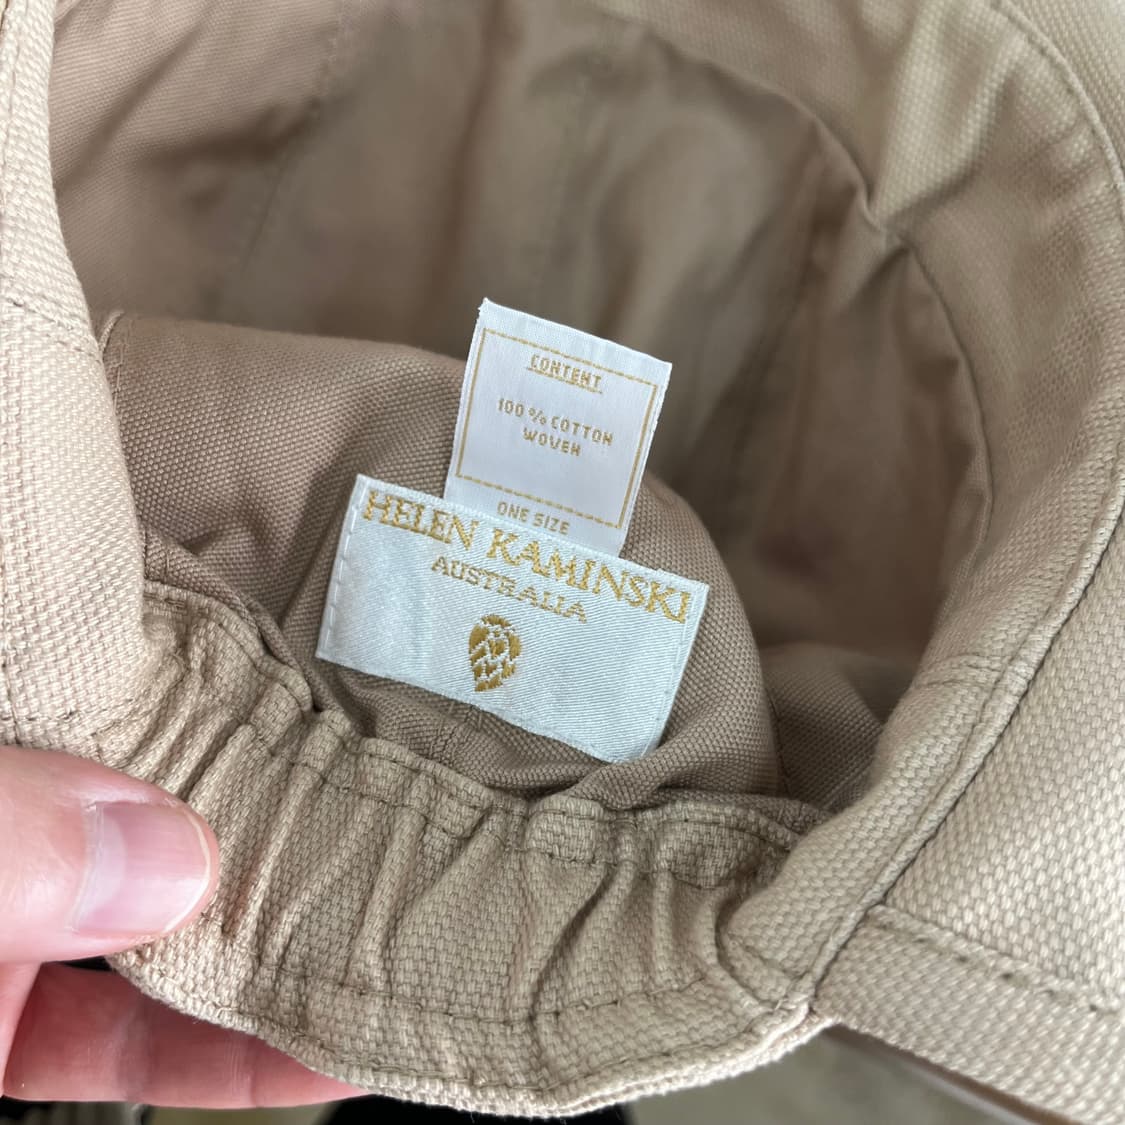 CONTENT
100% COTTON
WOVEN
ONE SIZE
HELEN KAMINSKI
AUSTRALIA